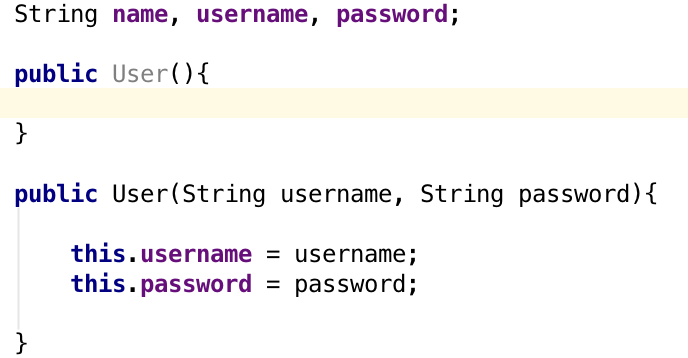 String name, username, password;
public User(){
}
public User(String username, String password){
this.username = username;
this.password = password;
}